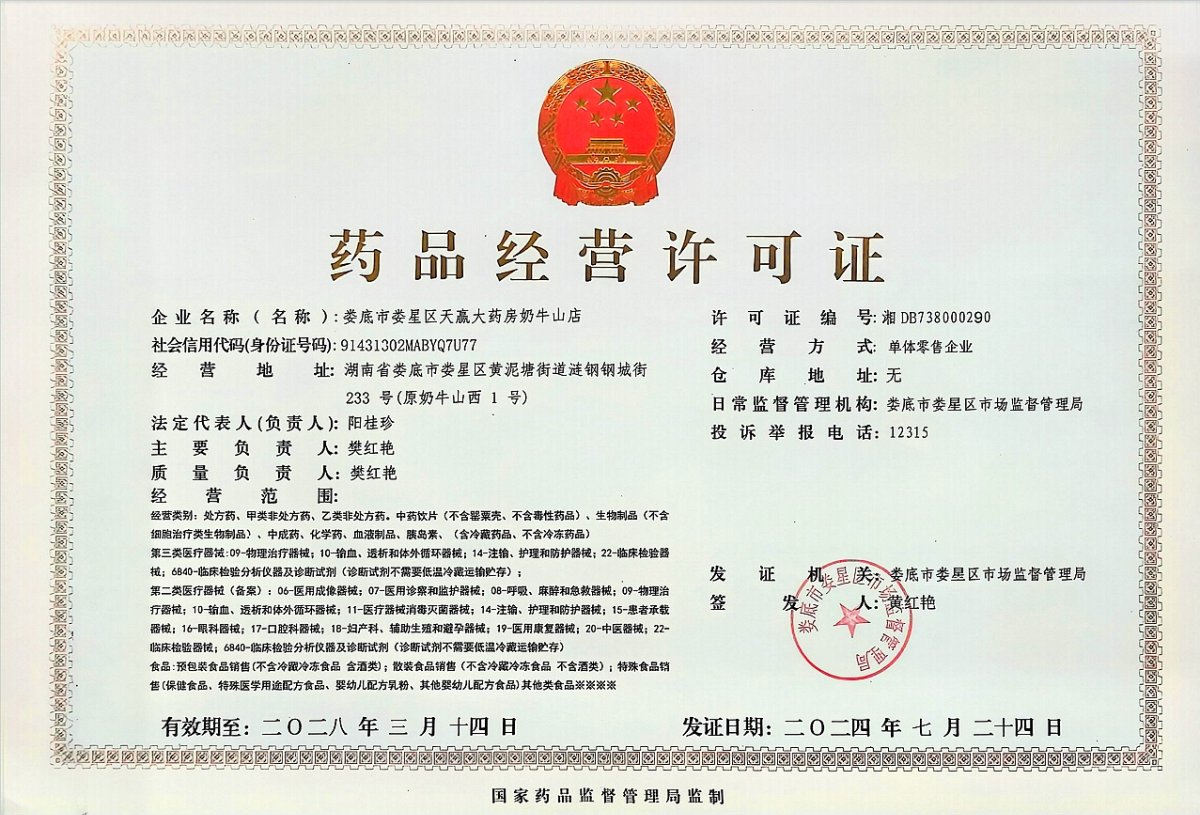 药品经营许可证
企业名称（名称）:娄底市娄星区天赢大药房奶牛山店
社会信用代码(身份证号码):91431302MABYQ7U77
经营地址:湖南省娄底市娄星区黄泥塘街道涟钢钢城街
233 号(原奶牛山西 1 号)
法定代表人(负责人):阳桂珍
主要负责人:樊红艳
质量负责人:樊红艳
经营范围:
经营类别：处方药、甲类非处方药、乙类非处方药。中药饮片（不含罂粟壳、不含毒性药品）、生物制品（不含
细胞治疗类生物制品）、中成药、化学药、血液制品、胰岛素、（含冷藏药品、不含冷冻药品）
第三类医疗器械:09-物理治疗器械；10-输血、透析和体外循环器械；14-注输、护理和防护器械；22-临床检验器
械；6840-临床检验分析仪器及诊断试剂（诊断试剂不需要低温冷藏运输贮存）；
第二类医疗器械（备案）：06-医用成像器械；07-医用诊察和监护器械；08-呼吸、麻醉和急救器械；09-物理治
疗器械；10-输血、透析和体外循环器械；11-医疗器械消毒灭菌器械；14-注输、护理和防护器械；15-患者承载
器械；16-眼科器械；17-口腔科器械；18-妇产科、辅助生殖和避孕器械；19-医用康复器械；20-中医器械；22-
临床检验器械；6840-临床检验分析仪器及诊断试剂（诊断试剂不需要低温冷藏运输贮存）
食品:预包装食品销售(不含冷藏冷冻食品 含酒类)；散装食品销售（不含冷藏冷冻食品 不含酒类）；特殊食品销
售(保健食品、特殊医学用途配方食品、婴幼儿配方乳粉、其他婴幼儿配方食品)其他类食品※※※※
许可证编号:湘DB738000290
经营方式:单体零售企业
仓库地址:无
日常监督管理机构:娄底市娄星区市场监督管理局
投诉举报电话:12315
发证机关:娄底市娄星区市场监督管理局
签发人:黄红艳
娄底市娄星区市场监督管理局
有效期至：二〇二八年三月十四日
发证日期：二〇二四年七月二十四日
国家药品监督管理局监制